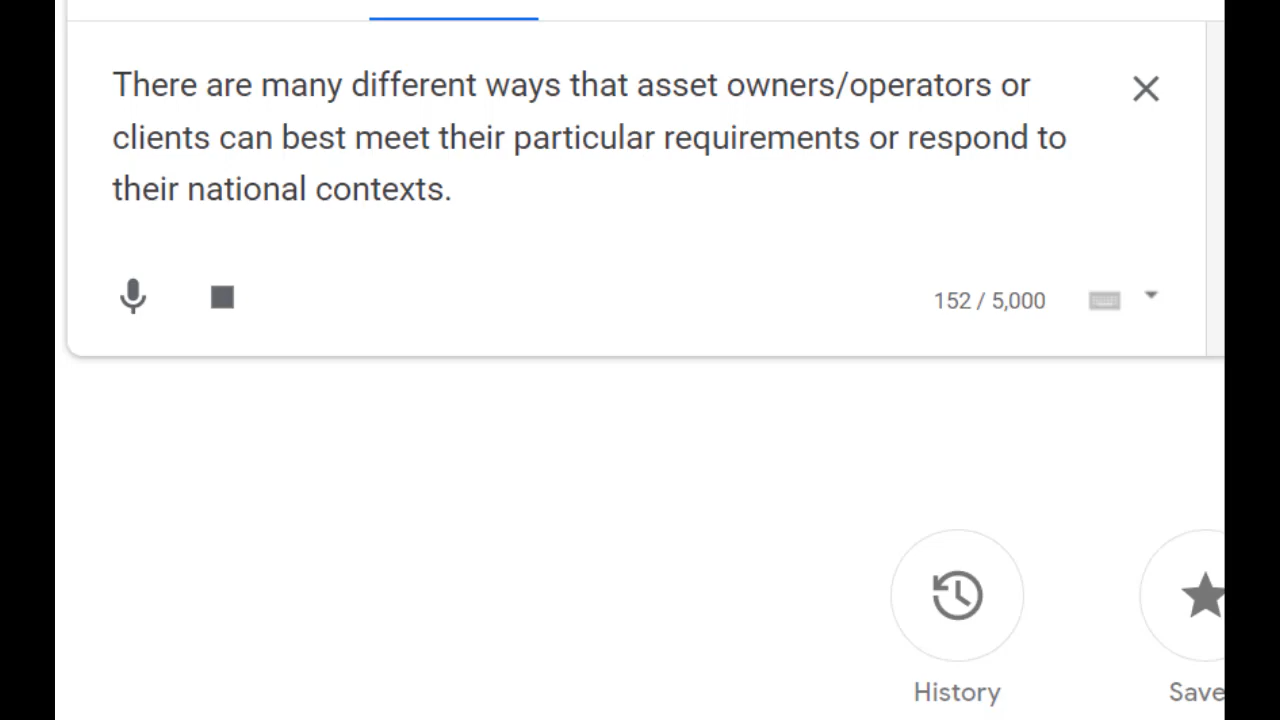 There are many different ways that asset owners/operators or
clients can best meet their particular requirements or respond to
their national contexts.
152 / 5,000
History
Save